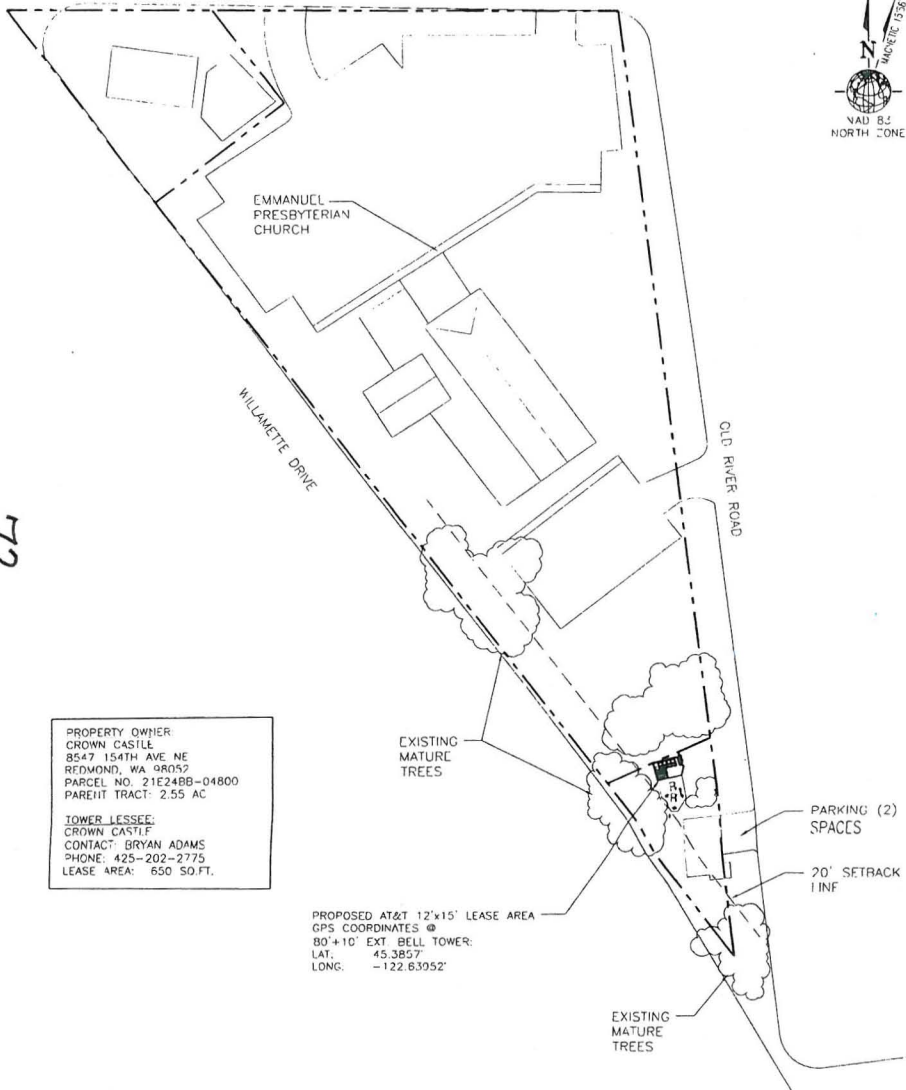 MAGNETIC
N
NAD 83
NORTH ZONE
EMMANUEL
PRESBYTERIAN
CHURCH
WILLAMETTE DRIVE
OLD RIVER ROAD
EXISTING
MATURE
TREES
PROPERTY OWNER:
CROWN CASTLE
8547 154TH AVE NE
REDMOND, WA 98052
PARCEL NO. 21E24BB-04800
PARENT TRACT: 2.55 AC
TOWER LESSEE:
CROWN CASTLE
CONTACT: BRYAN ADAMS
PHONE: 425-202-2775
LEASE AREA: 650 SQ.FT.
PARKING (2)
SPACES
20' SETBACK
LINE
PROPOSED AT&T 12'x15' LEASE AREA
GPS COORDINATES @
80'+10' EXT. BELL TOWER:
LAT. 45.3857°
LONG. -122.63952°
EXISTING
MATURE
TREES